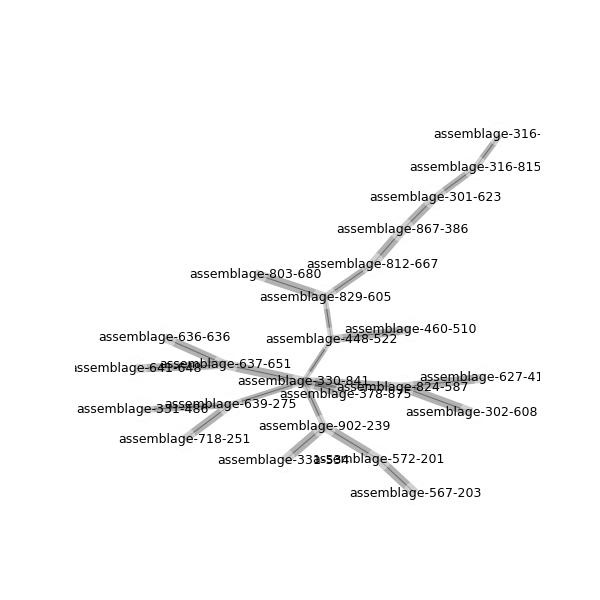 assemblage-316-
assemblage-316-815
assemblage-301-623
assemblage-867-386
assemblage-812-667
assemblage-803-680
assemblage-829-605
assemblage-460-510
assemblage-448-522
assemblage-636-636
assemblage-637-651
assemblage-641-648
assemblage-627-41
assemblage-330-841
assemblage-824-587
assemblage-378-875
assemblage-639-275
assemblage-331-486
assemblage-302-608
assemblage-902-239
assemblage-718-251
assemblage-572-201
assemblage-331-534
assemblage-567-203